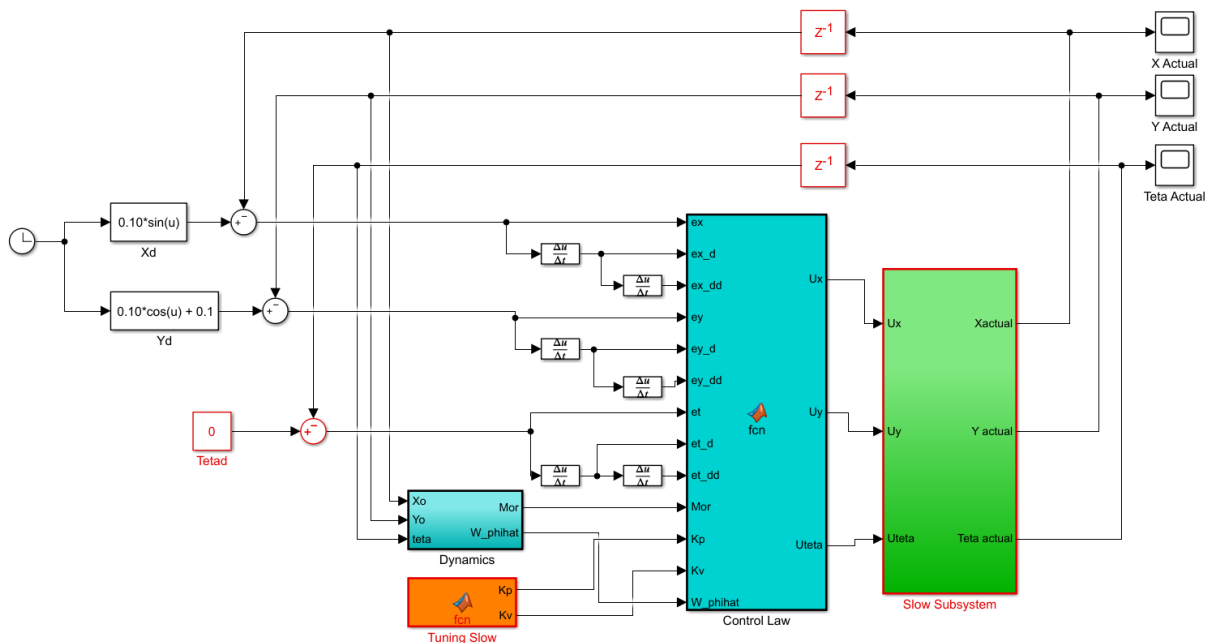 Z-1
X Actual
Z-1
Y Actual
Z-1
Teta Actual
0.10*sin(u)
Xd
+
−
0.10*cos(u) + 0.1
Yd
+
−
0
Tetad
+
−
Δu
Δt
Δu
Δt
Δu
Δt
Δu
Δt
Δu
Δt
Δu
Δt
Xo
Yo
teta
Mor
W_phihat
Dynamics
fcn
Kp
Kv
Tuning Slow
ex
ex_d
ex_dd
ey
ey_d
ey_dd
et
et_d
et_dd
Mor
Kp
Kv
W_phihat
fcn
Ux
Uy
Uteta
Control Law
Ux
Uy
Uteta
Xactual
Y actual
Teta actual
Slow Subsystem